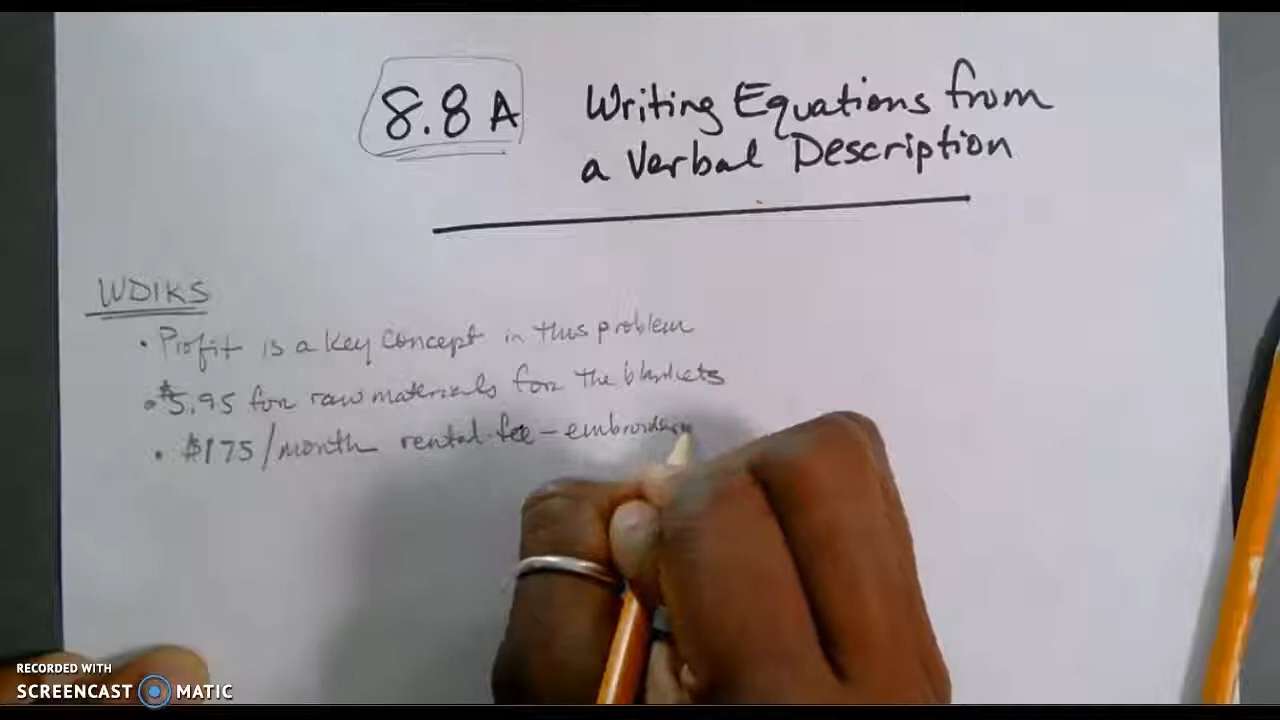 8.8 A
Writing Equations from
a Verbal Description
WDIKS
• Profit is a key concept in this problem
• $5.95 for raw materials for the blankets
• $175/month rental fee - embroidery
RECORDED WITH
SCREENCAST MATIC